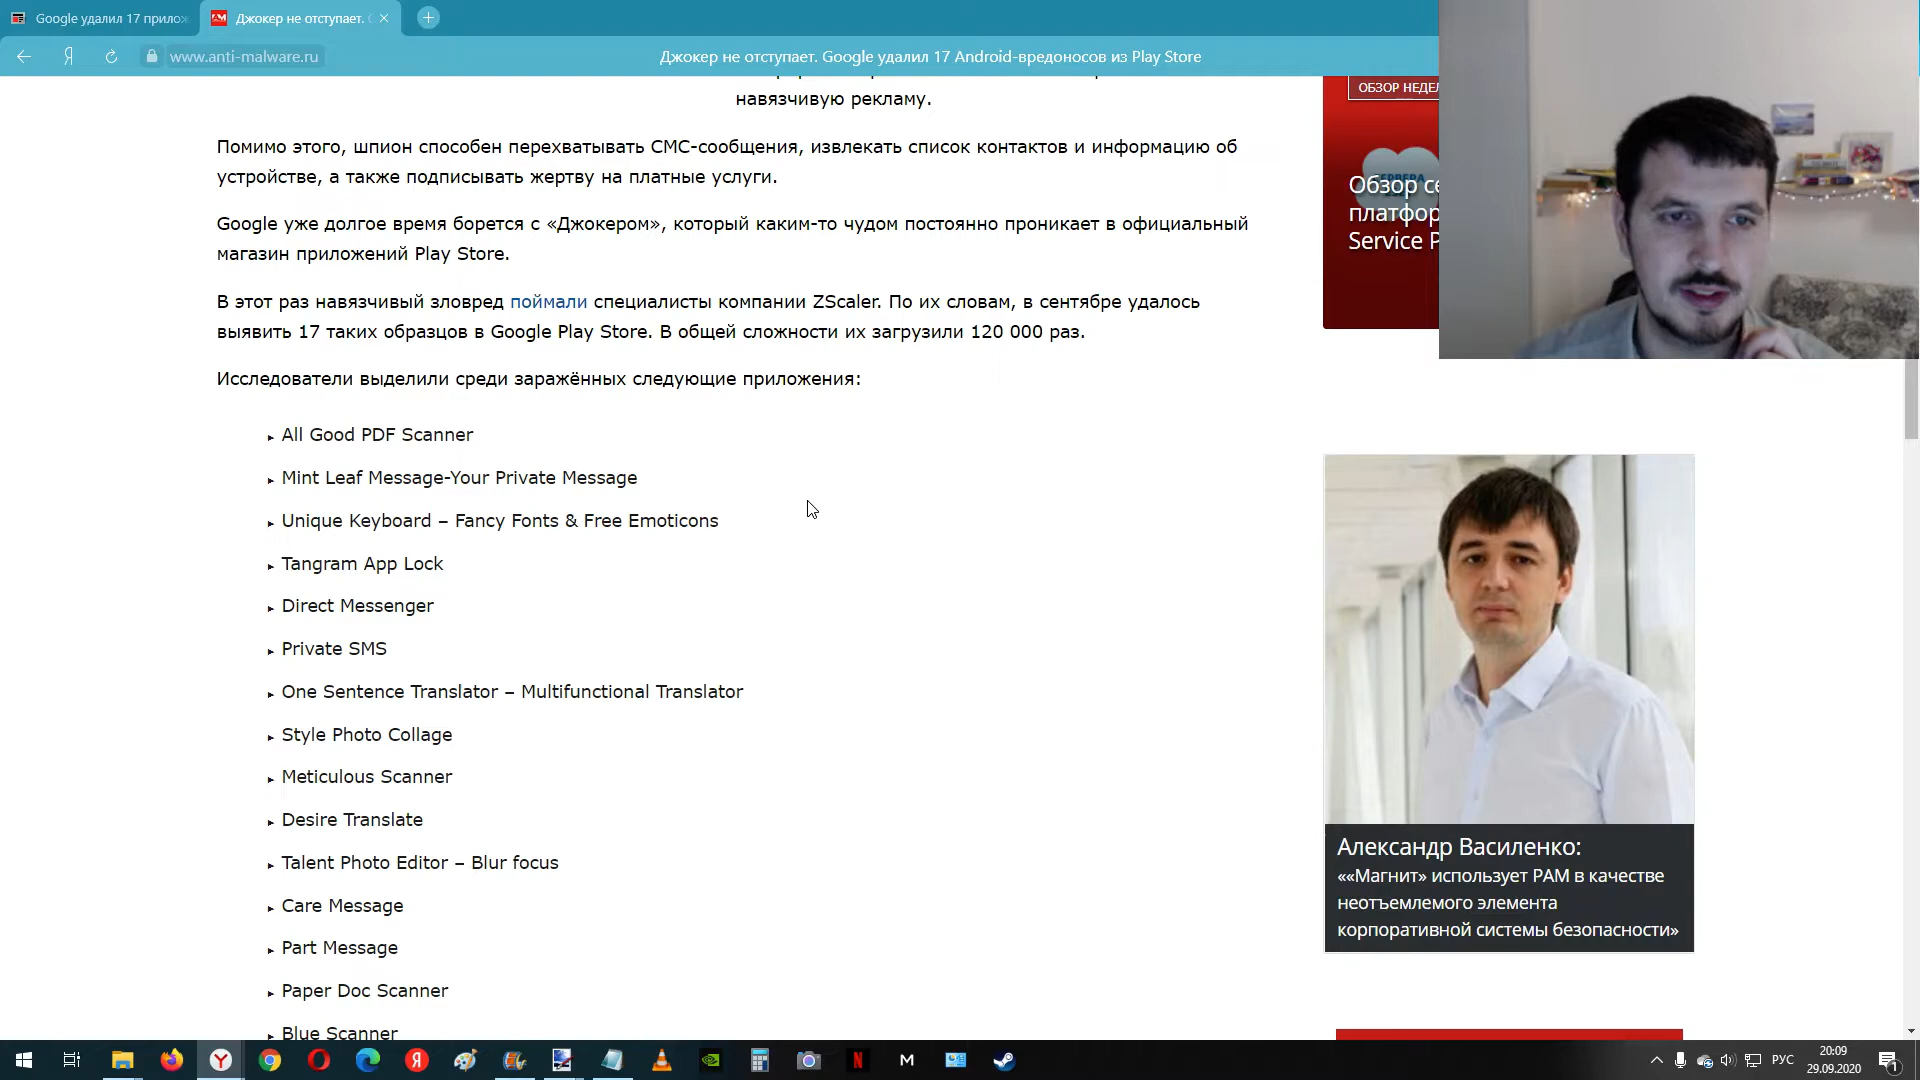 Google удалил 17 прилож
Джокер не отступает. G
www.anti-malware.ru
Джокер не отступает. Google удалил 17 Android-вредоносов из Play Store
навязчивую рекламу.
Помимо этого, шпион способен перехватывать СМС-сообщения, извлекать список контактов и информацию об
устройстве, а также подписывать жертву на платные услуги.
Google уже долгое время борется с «Джокером», который каким-то чудом постоянно проникает в официальный
магазин приложений Play Store.
В этот раз навязчивый зловред поймали специалисты компании ZScaler. По их словам, в сентябре удалось
выявить 17 таких образцов в Google Play Store. В общей сложности их загрузили 120 000 раз.
Исследователи выделили среди заражённых следующие приложения:
All Good PDF Scanner
Mint Leaf Message-Your Private Message
Unique Keyboard – Fancy Fonts & Free Emoticons
Tangram App Lock
Direct Messenger
Private SMS
One Sentence Translator – Multifunctional Translator
Style Photo Collage
Meticulous Scanner
Desire Translate
Talent Photo Editor – Blur focus
Care Message
Part Message
Paper Doc Scanner
Blue Scanner
ОБЗОР НЕДЕЛ
Обзор се
платфор
Service P
Александр Василенко:
««Магнит» использует PAM в качестве
неотъемлемого элемента
корпоративной системы безопасности»
РУС
20:09
29.09.2020